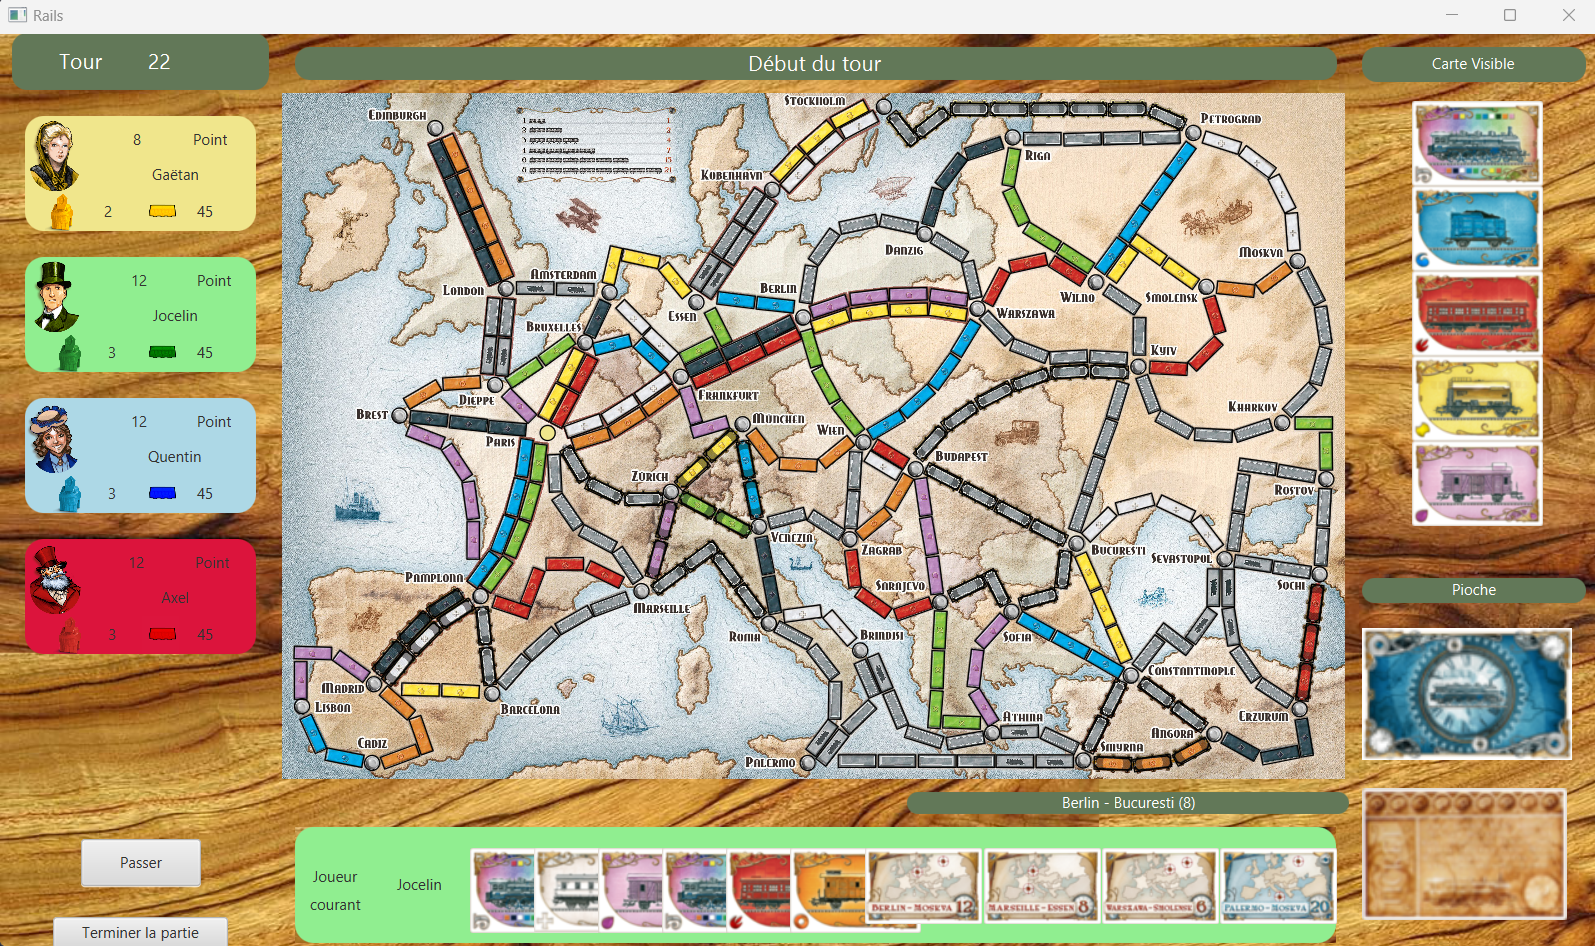 Rails
Tour 22
Début du tour
Carte Visible
8 Point
Gaëtan
2 45
12 Point
Jocelin
3 45
12 Point
Quentin
3 45
12 Point
Axel
3 45
Edinburgh
Stockholm
Petrograd
Riga
Kobenhavn
Danzig
Moskva
Amsterdam
London
Berlin
Essen
Wilno
Smolensk
Warszawa
Bruxelles
Kyiv
Dieppe
Frankfurt
Brest
Munchen
Kharkov
Paris
Wien
Budapest
Zürich
Rostov
Venezia
Zagrab
Bucuresti
Sevastopol
Pamplona
Sarajevo
Sochi
Marseille
Roma
Brindisi
Sofia
Constantinople
Madrid
Lisboa
Barcelona
Athina
Erzurum
Angora
Cadiz
Smyrna
Palermo
Pioche
Berlin - Bucuresti (8)
Passer
Terminer la partie
Joueur
courant
Jocelin
BERLIN-MOSKVA 12
MARSEILLE-ESSEN 8
WARSZAWA-SMOLENSK 6
PALERMO-MOSKVA 20